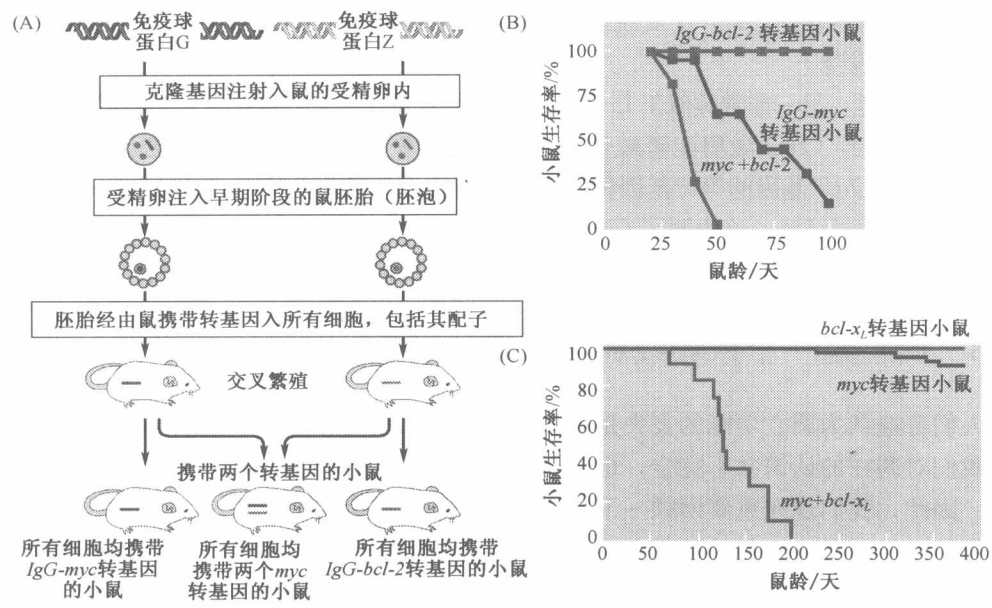 (A)
免疫球
蛋白G
免疫球
蛋白Z
克隆基因注射入鼠的受精卵内
受精卵注入早期阶段的鼠胚胎（胚泡）
胚胎经由鼠携带转基因入所有细胞，包括其配子
交叉繁殖
携带两个转基因的小鼠
所有细胞均携带
IgG-myc转基因
的小鼠
所有细胞均
携带两个myc
转基因的小鼠
所有细胞均携带
IgG-bcl-2转基因的小鼠
(B)
IgG-bcl-2 转基因小鼠
IgG-myc
转基因小鼠
myc+bcl-2
小鼠生存率/%
100
75
50
25
0
0 25 50 75 100
鼠龄/天
(C)
bcl-xL转基因小鼠
myc转基因小鼠
myc+bcl-xL
小鼠生存率/%
100
80
60
40
20
0
0 50 100 150 200 250 300 350 400
鼠龄/天